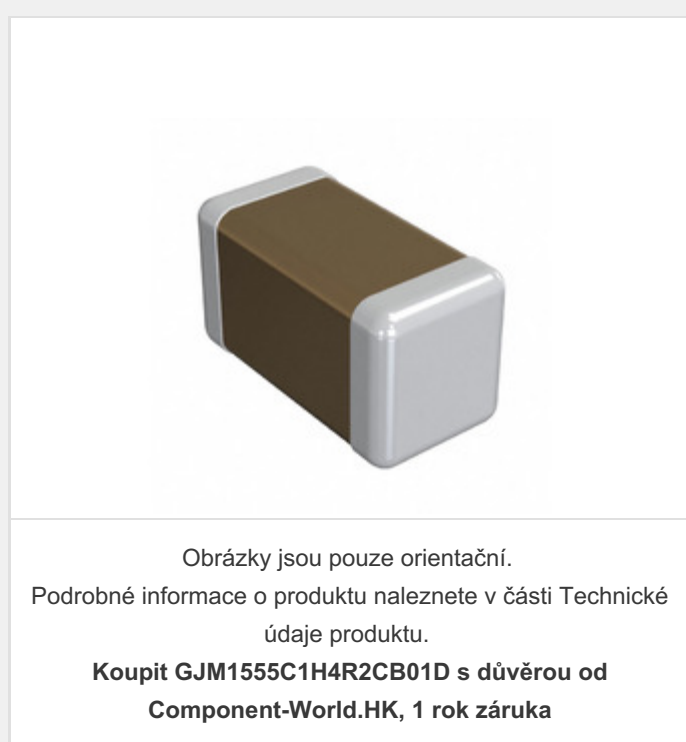 Obrázky jsou pouze orientační.
Podrobné informace o produktu naleznete v části Technické
údaje produktu.
Koupit GJM1555C1H4R2CB01D s důvěrou od
Component-World.HK, 1 rok záruka